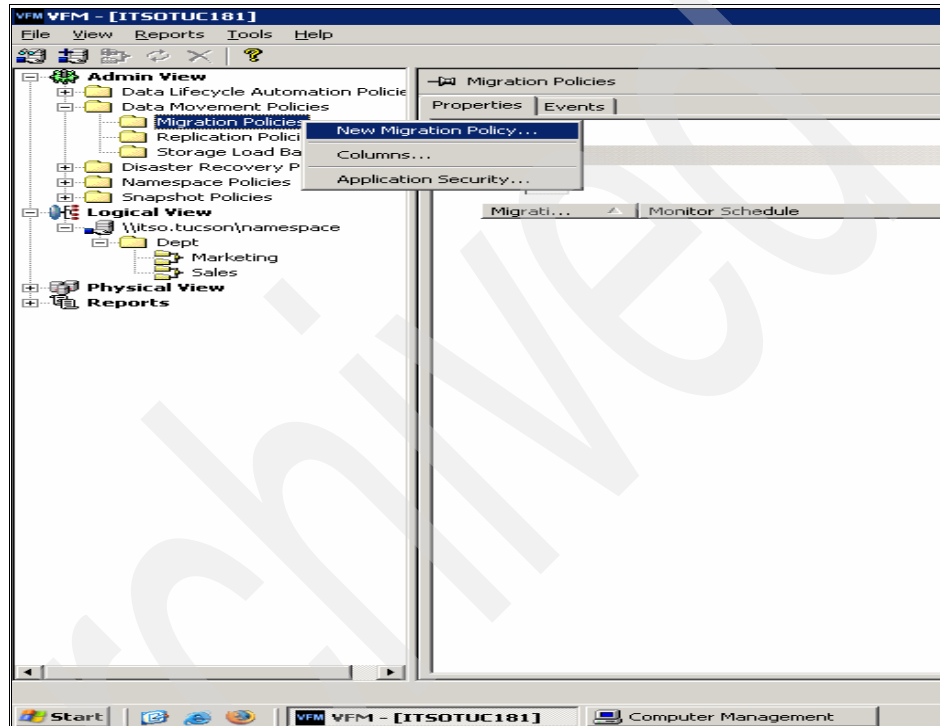 VFM VFM - [ITSOTUC181]
File View Reports Tools Help
Admin View
Data Lifecycle Automation Policie
Data Movement Policies
Migration Policies
Replication Polici
Storage Load Ba
Disaster Recovery P
Namespace Policies
Snapshot Policies
Logical View
\\itso.tucson\namespace
Dept
Marketing
Sales
Physical View
Reports
Migration Policies
Properties Events
New Migration Policy...
Columns...
Application Security...
Migrati... Monitor Schedule
Start VFM VFM - [ITSOTUC181] Computer Management